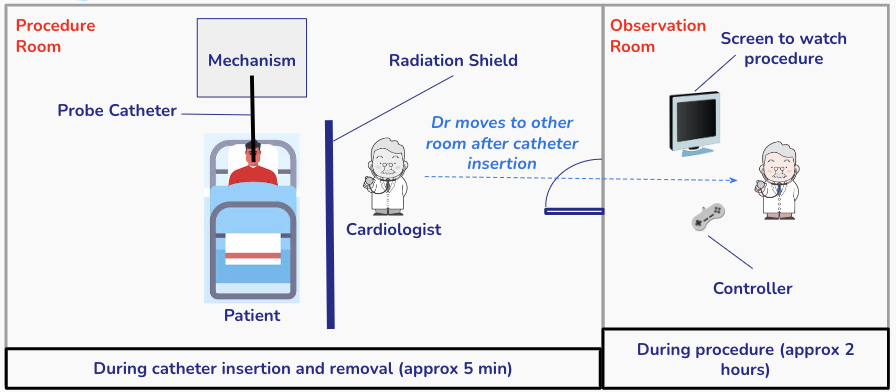 Procedure
Room
Mechanism
Probe Catheter
Radiation Shield
Dr moves to other
room after catheter
insertion
Cardiologist
Patient
During catheter insertion and removal (approx 5 min)
Observation
Room
Screen to watch
procedure
Controller
During procedure (approx 2
hours)